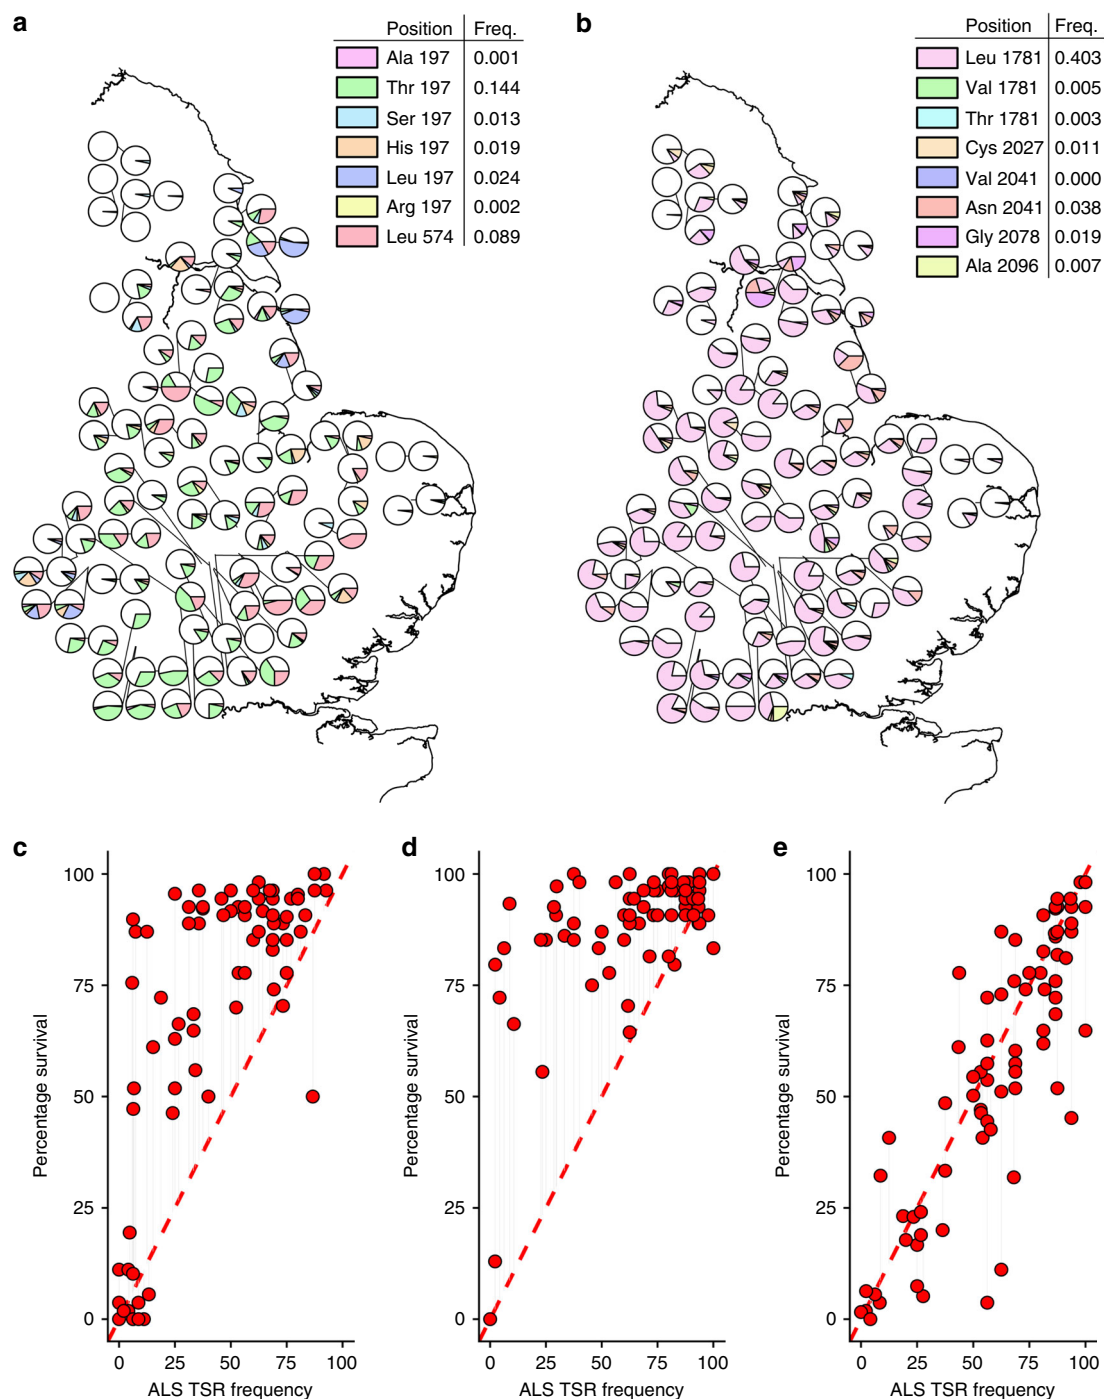 a
Position Freq.
Ala 197 0.001
Thr 197 0.144
Ser 197 0.013
His 197 0.019
Leu 197 0.024
Arg 197 0.002
Leu 574 0.089
b
Position Freq.
Leu 1781 0.403
Val 1781 0.005
Thr 1781 0.003
Cys 2027 0.011
Val 2041 0.000
Asn 2041 0.038
Gly 2078 0.019
Ala 2096 0.007
c
Percentage survival
100
75
50
25
0
0 25 50 75 100
ALS TSR frequency
d
Percentage survival
100
75
50
25
0
0 25 50 75 100
ALS TSR frequency
e
Percentage survival
100
75
50
25
0
0 25 50 75 100
ALS TSR frequency